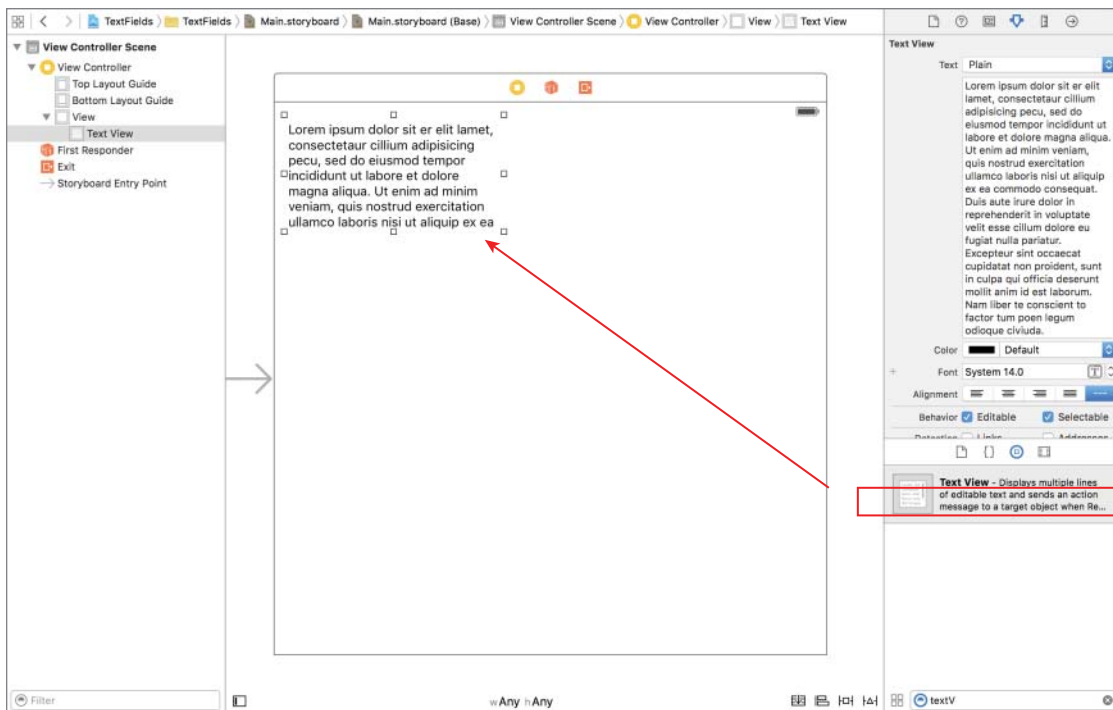 TextFields
TextFields
Main.storyboard
Main.storyboard (Base)
View Controller Scene
View Controller
View
Text View
View Controller Scene
View Controller
Top Layout Guide
Bottom Layout Guide
View
Text View
First Responder
Exit
Storyboard Entry Point
Filter
Lorem ipsum dolor sit er elit lamet,
consectetaur cillium adipisicing
pecu, sed do eiusmod tempor
incididunt ut labore et dolore
magna aliqua. Ut enim ad minim
veniam, quis nostrud exercitation
ullamco laboris nisi ut aliquip ex ea
wAny hAny
Text View
Text Plain
Lorem ipsum dolor sit er elit
lamet, consectetaur cillium
adipisicing pecu, sed do
eiusmod tempor incididunt ut
labore et dolore magna aliqua.
Ut enim ad minim veniam,
quis nostrud exercitation
ullamco laboris nisi ut aliquip
ex ea commodo consequat.
Duis aute irure dolor in
reprehenderit in voluptate
velit esse cillum dolore eu
fugiat nulla pariatur.
Excepteur sint occaecat
cupidatat non proident, sunt
in culpa qui officia deserunt
mollit anim id est laborum.
Nam liber te conscient to
factor tum poen legum
odioque civiuda.
Color Default
Font System 14.0
Alignment
Behavior Editable Selectable
Detection Links Addresses
Text View - Displays multiple lines
of editable text and sends an action
message to a target object when Re...
textV